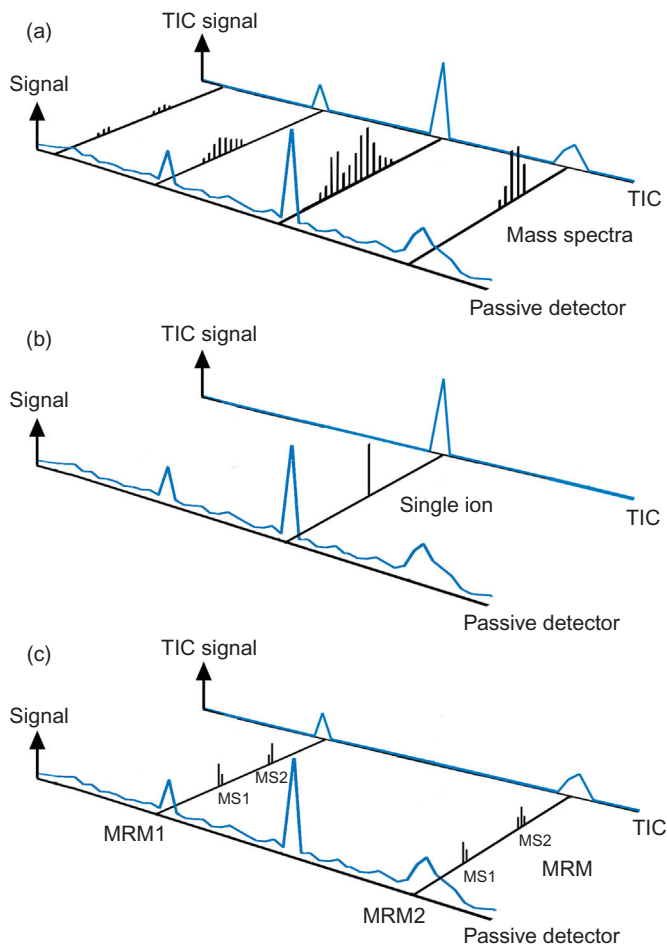 (a)
TIC signal
Signal
TIC
Mass spectra
Passive detector
(b)
TIC signal
Signal
Single ion
TIC
Passive detector
(c)
TIC signal
Signal
MS1
MS2
TIC
MRM1
MS1
MS2
MRM
MRM2
Passive detector